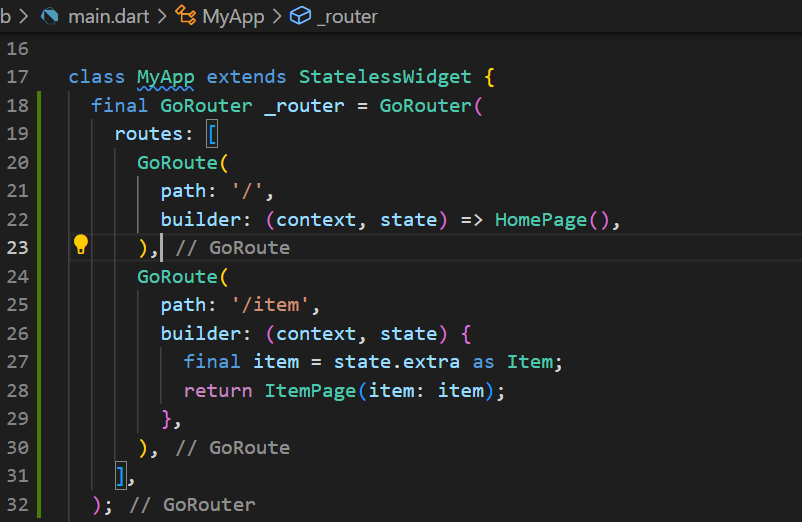 b > main.dart > MyApp > _router
16
17 class MyApp extends StatelessWidget {
18 final GoRouter _router = GoRouter(
19 routes: [
20 GoRoute(
21 path: '/',
22 builder: (context, state) => HomePage(),
23 ), // GoRoute
24 GoRoute(
25 path: '/item',
26 builder: (context, state) {
27 final item = state.extra as Item;
28 return ItemPage(item: item);
29 },
30 ), // GoRoute
31 ],
32 ); // GoRouter